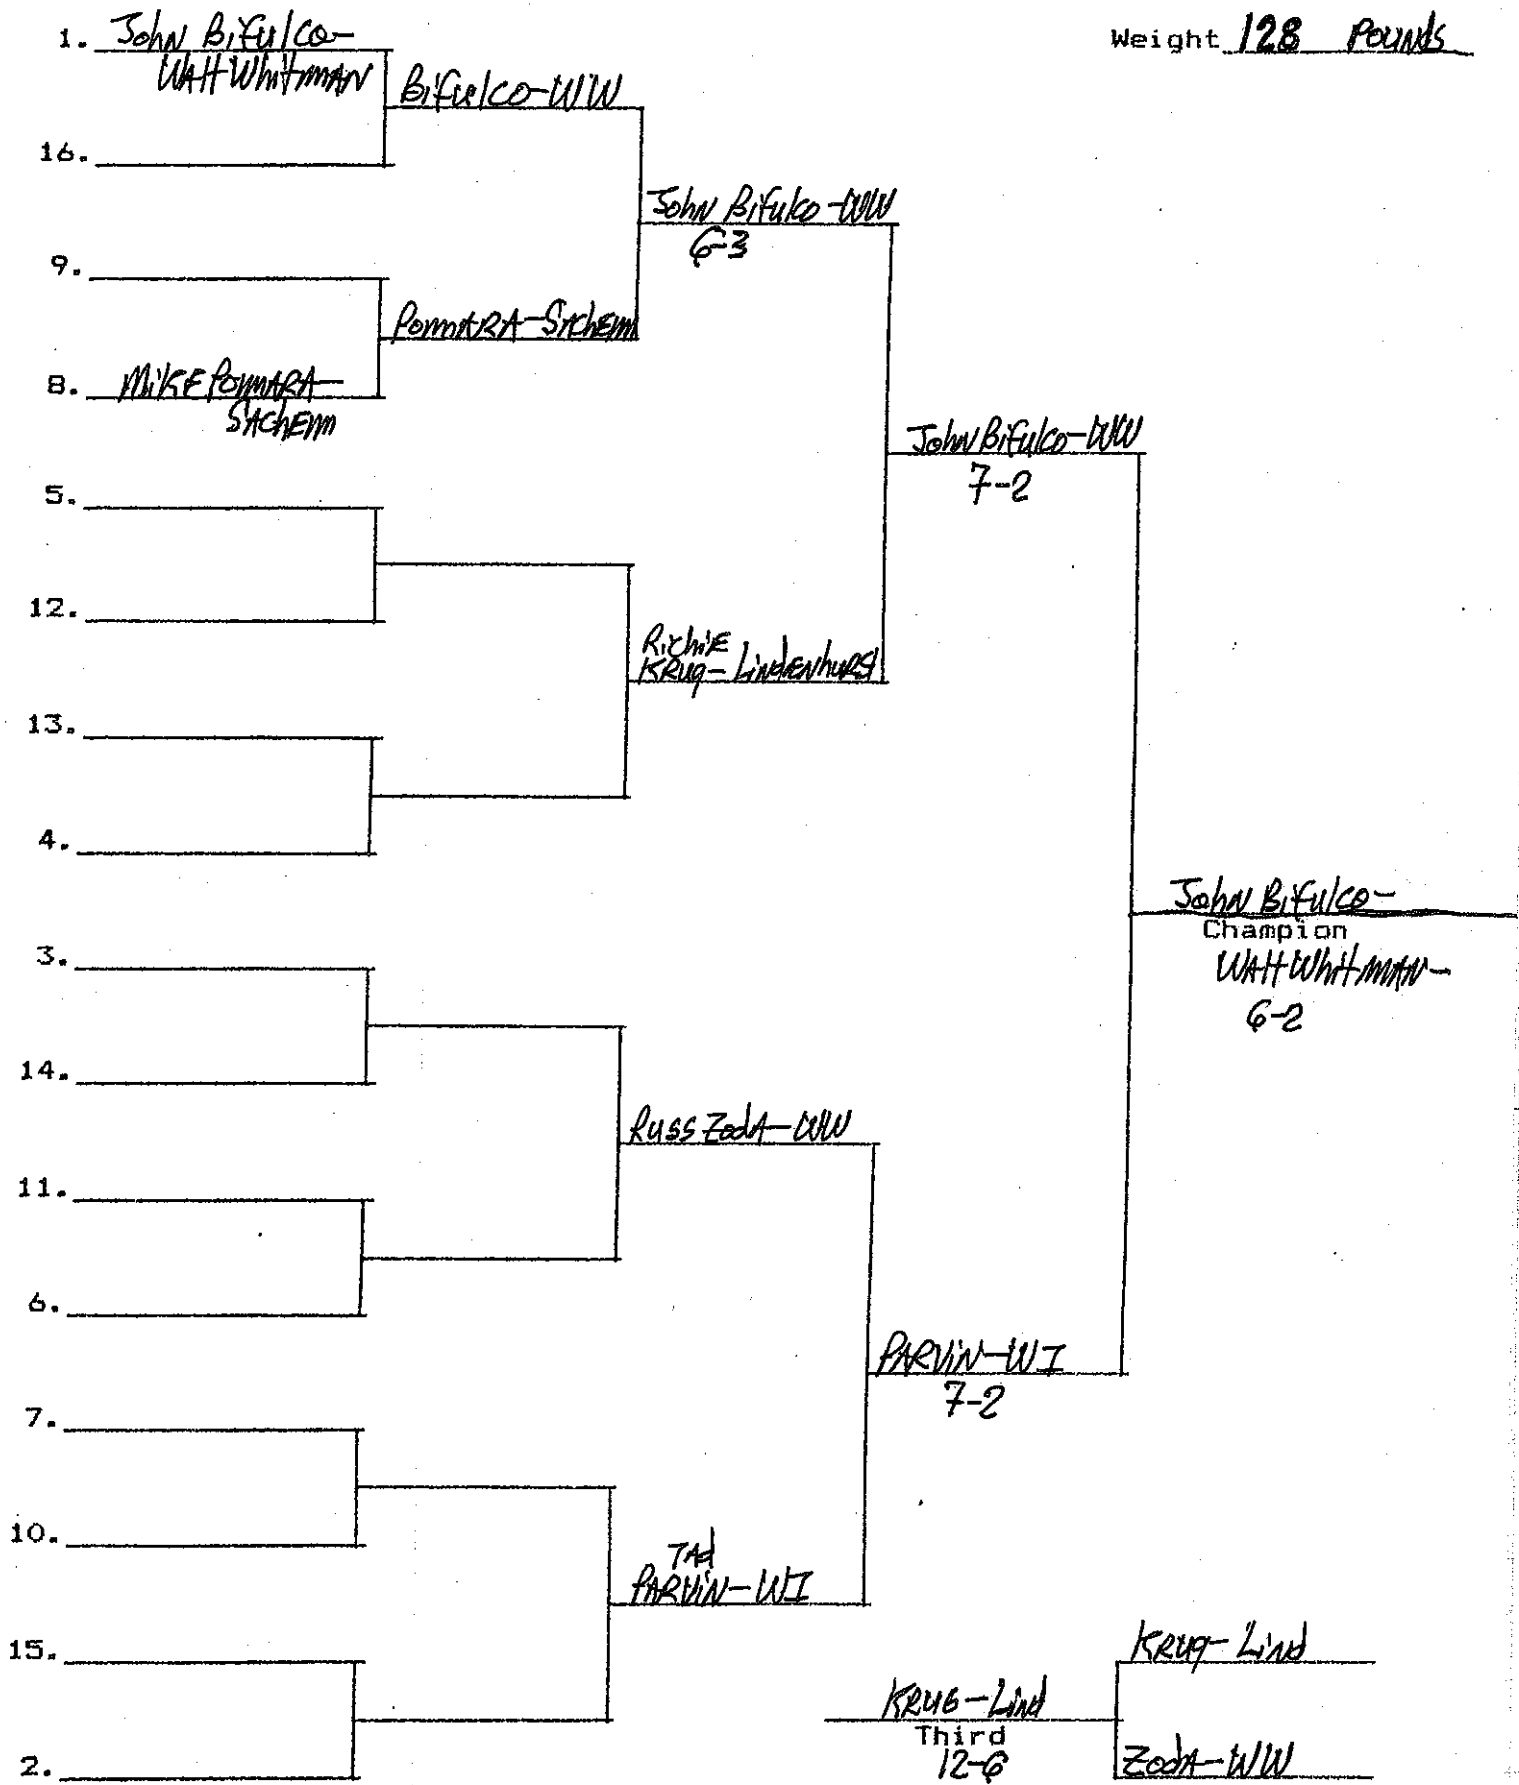 Weight 128 POUNDS
1. John Bifulco-
Walt Whitman
Bifulco-WW
16.
John Bifulco-WW
6-3
9.
Pommara-Sachem
8. Mike Pommara-
Sachem
John Bifulco-WW
7-2
5.
12.
Richie
Krug-Lindenhurst
13.
4.
John Bifulco-
Champion
Walt Whitman-
6-2
3.
14.
Russ Zoda-WW
11.
6.
Parvin-WI
7-2
7.
10.
Tad
Parvin-WI
15.
Krug-Lind
Krug-Lind
Third
12-6
Zoda-WW
2.